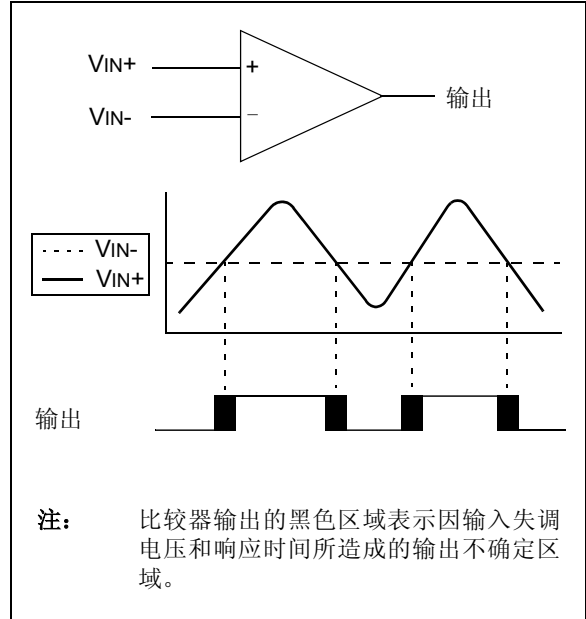 VIN+
+
输出
VIN-
–
VIN-
VIN+
输出
注： 比较器输出的黑色区域表示因输入失调
电压和响应时间所造成的输出不确定区
域。